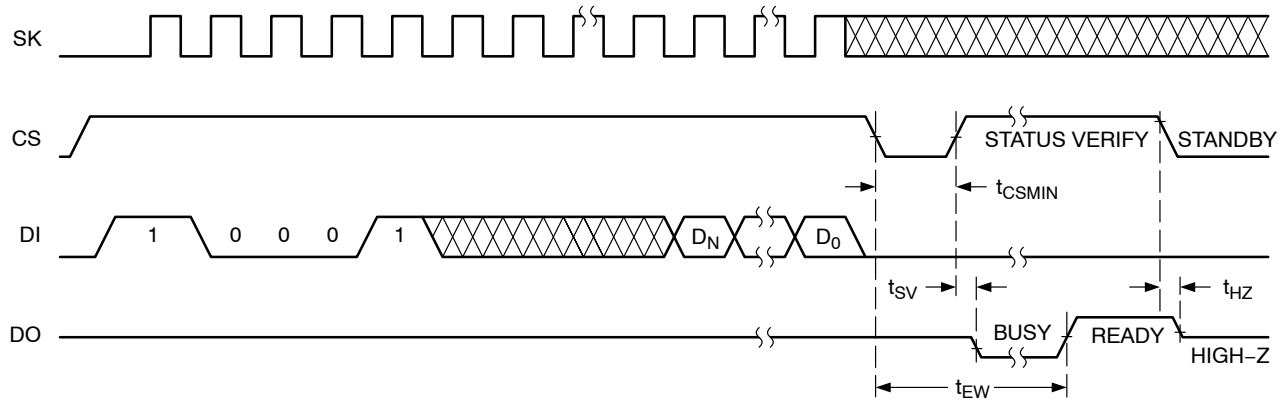 SK
CS
STATUS VERIFY
STANDBY
tCSMIN
DI
1 0 0 0 1 DN D0
tSV
tHZ
DO
BUSY
READY
HIGH–Z
tEW